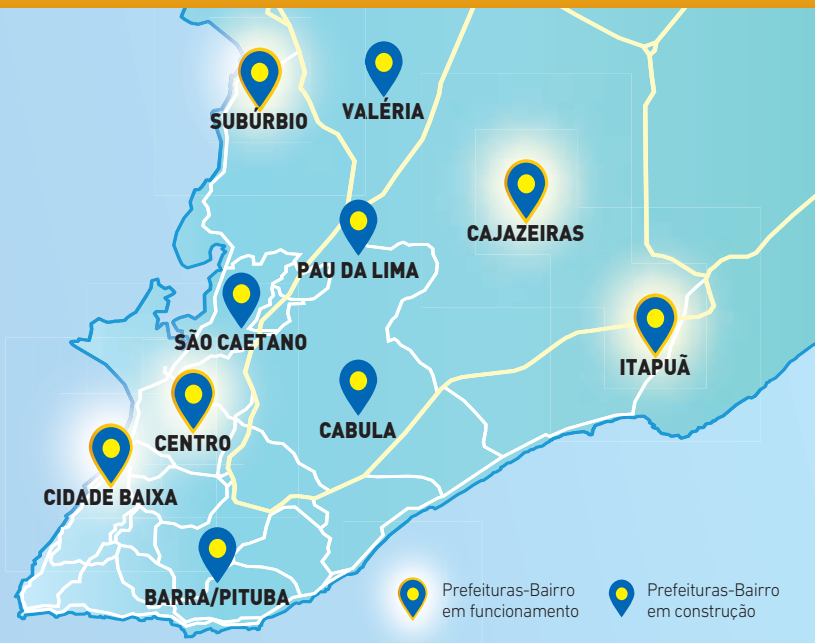 SUBÚRBIO
VALÉRIA
CAJAZEIRAS
PAU DA LIMA
SÃO CAETANO
ITAPUÃ
CENTRO
CABULA
CIDADE BAIXA
BARRA/PITUBA
Prefeituras-Bairro
em funcionamento
Prefeituras-Bairro
em construção